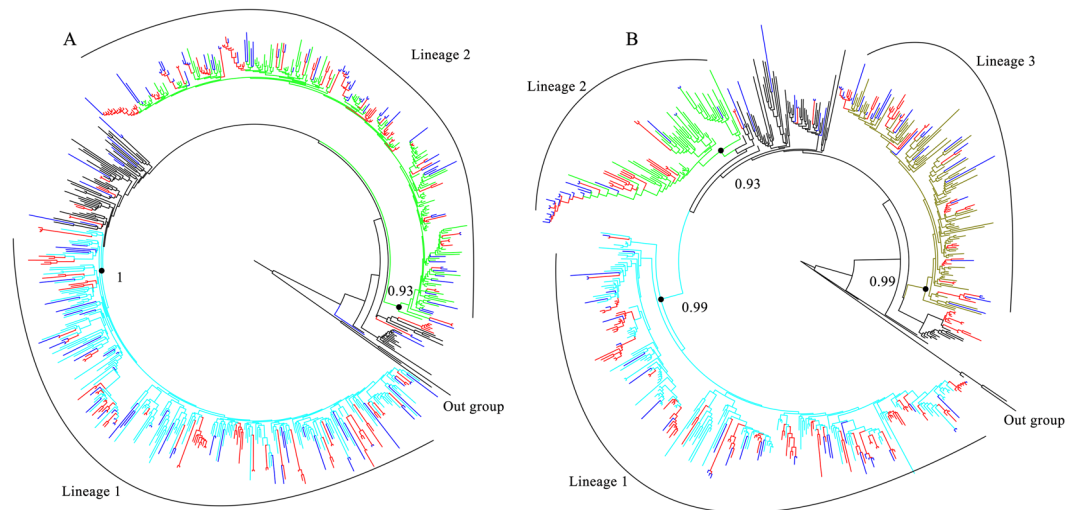 A
Lineage 2
1
0.93
Out group
Lineage 1
B
Lineage 3
Lineage 2
0.93
0.99
0.99
Out group
Lineage 1